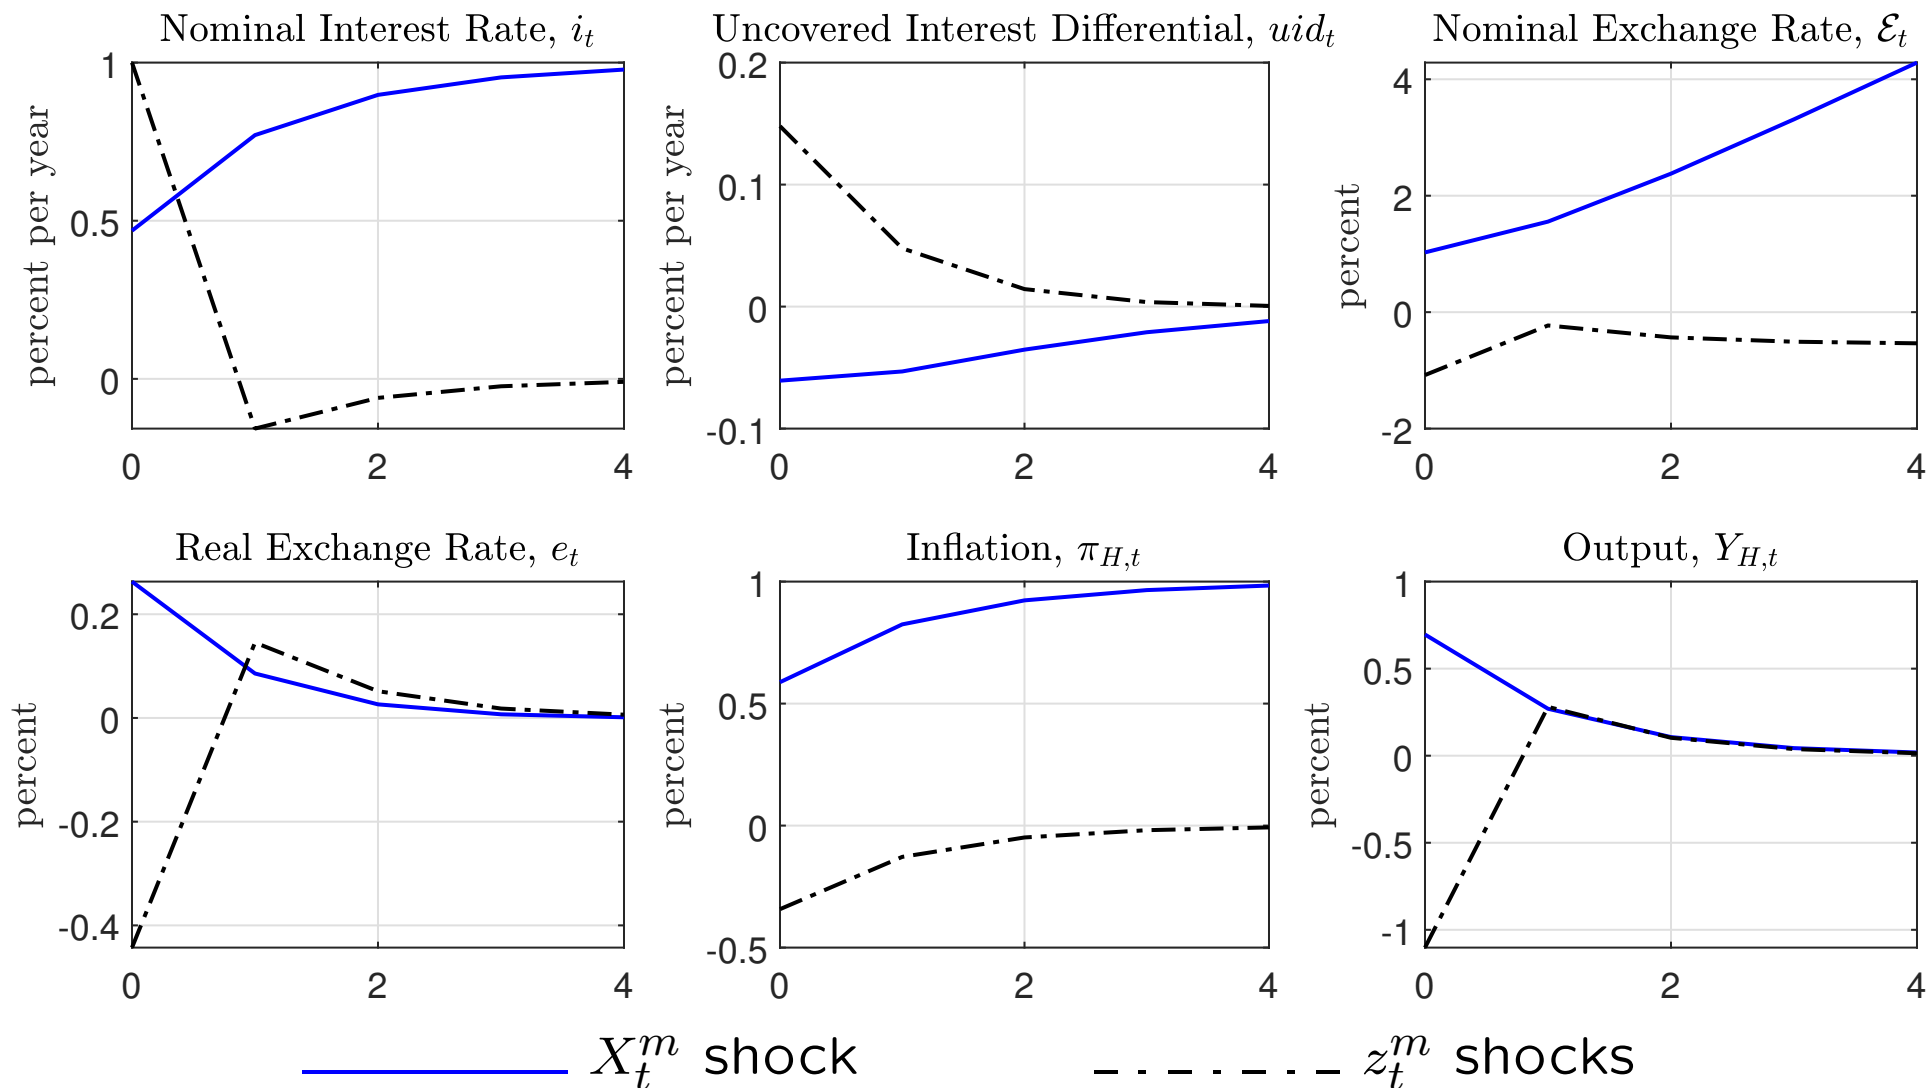 Nominal Interest Rate, i_t
percent per year
1
0.5
0
0 2 4
Uncovered Interest Differential, uid_t
percent per year
0.2
0.1
0
-0.1
0 2 4
Nominal Exchange Rate, ℰ_t
percent
4
2
0
-2
0 2 4
Real Exchange Rate, e_t
percent
0.2
0
-0.2
-0.4
0 2 4
Inflation, π_{H,t}
percent
1
0.5
0
-0.5
0 2 4
Output, Y_{H,t}
percent
1
0.5
0
-0.5
-1
0 2 4
X_t^m shock
z_t^m shocks